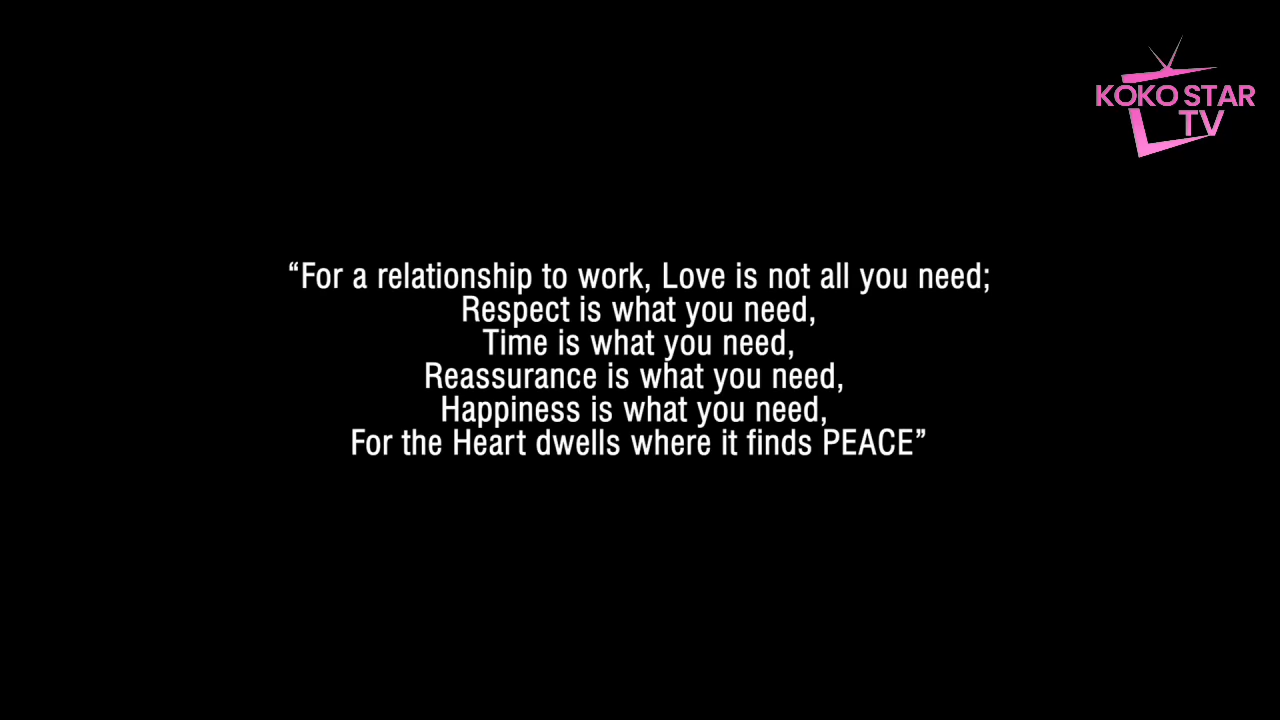 KOKO STAR
TV
“For a relationship to work, Love is not all you need;
Respect is what you need,
Time is what you need,
Reassurance is what you need,
Happiness is what you need,
For the Heart dwells where it finds PEACE”